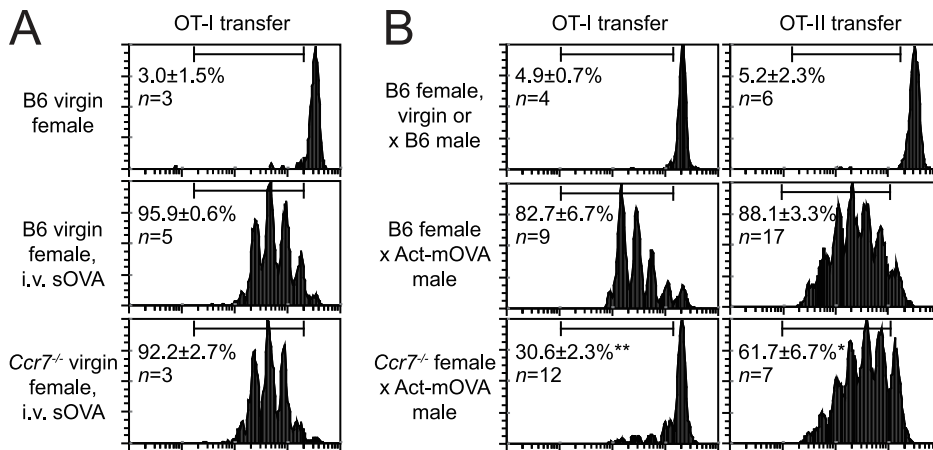 A
OT-I transfer
B6 virgin
female
3.0±1.5%
n=3
B6 virgin
female,
i.v. sOVA
95.9±0.6%
n=5
Ccr7-/- virgin
female,
i.v. sOVA
92.2±2.7%
n=3
B
OT-I transfer
OT-II transfer
B6 female,
virgin or
x B6 male
4.9±0.7%
n=4
5.2±2.3%
n=6
B6 female
x Act-mOVA
male
82.7±6.7%
n=9
88.1±3.3%
n=17
Ccr7-/- female
x Act-mOVA
male
30.6±2.3%**
n=12
61.7±6.7%*
n=7